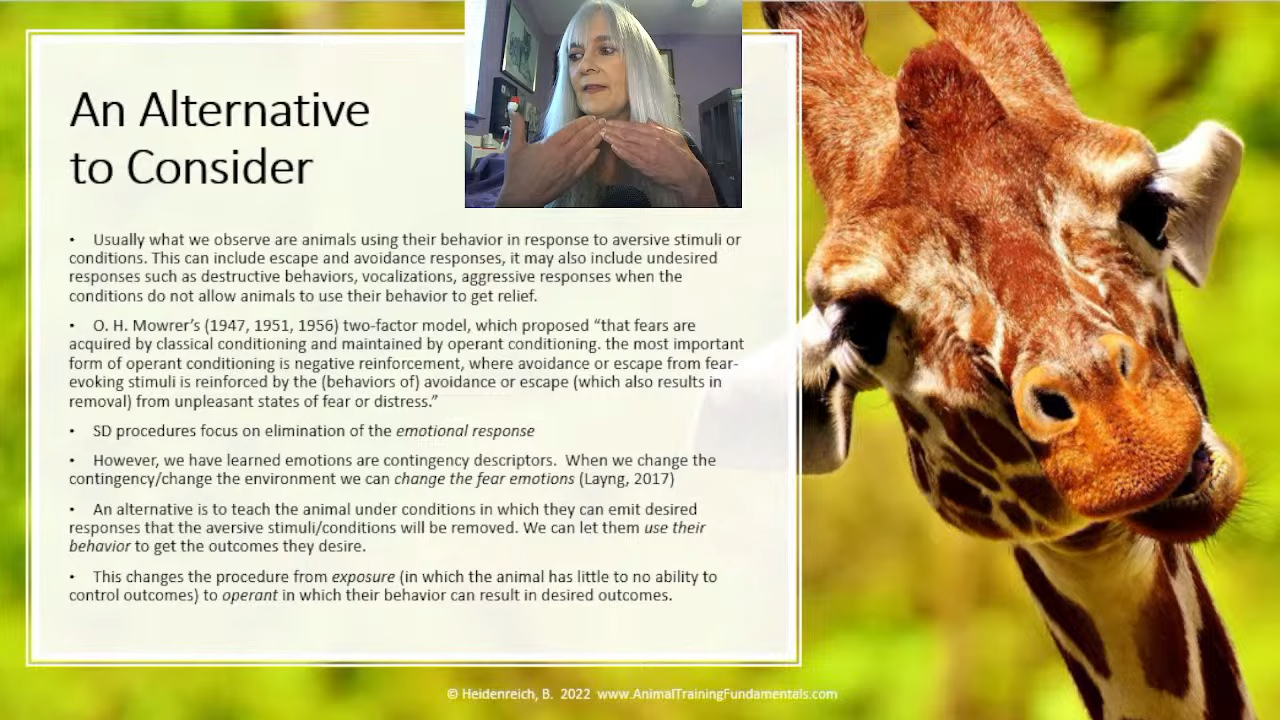 An Alternative
to Consider
• Usually what we observe are animals using their behavior in response to aversive stimuli or
conditions. This can include escape and avoidance responses, it may also include undesired
responses such as destructive behaviors, vocalizations, aggressive responses when the
conditions do not allow animals to use their behavior to get relief.
• O. H. Mowrer’s (1947, 1951, 1956) two-factor model, which proposed “that fears are
acquired by classical conditioning and maintained by operant conditioning. the most important
form of operant conditioning is negative reinforcement, where avoidance or escape from fear-
evoking stimuli is reinforced by the (behaviors of) avoidance or escape (which also results in
removal) from unpleasant states of fear or distress.”
• SD procedures focus on elimination of the emotional response
• However, we have learned emotions are contingency descriptors.  When we change the
contingency/change the environment we can change the fear emotions (Layng, 2017)
• An alternative is to teach the animal under conditions in which they can emit desired
responses that the aversive stimuli/conditions will be removed. We can let them use their
behavior to get the outcomes they desire.
• This changes the procedure from exposure (in which the animal has little to no ability to
control outcomes) to operant in which their behavior can result in desired outcomes.
© Heidenreich, B.  2022  www.AnimalTrainingFundamentals.com